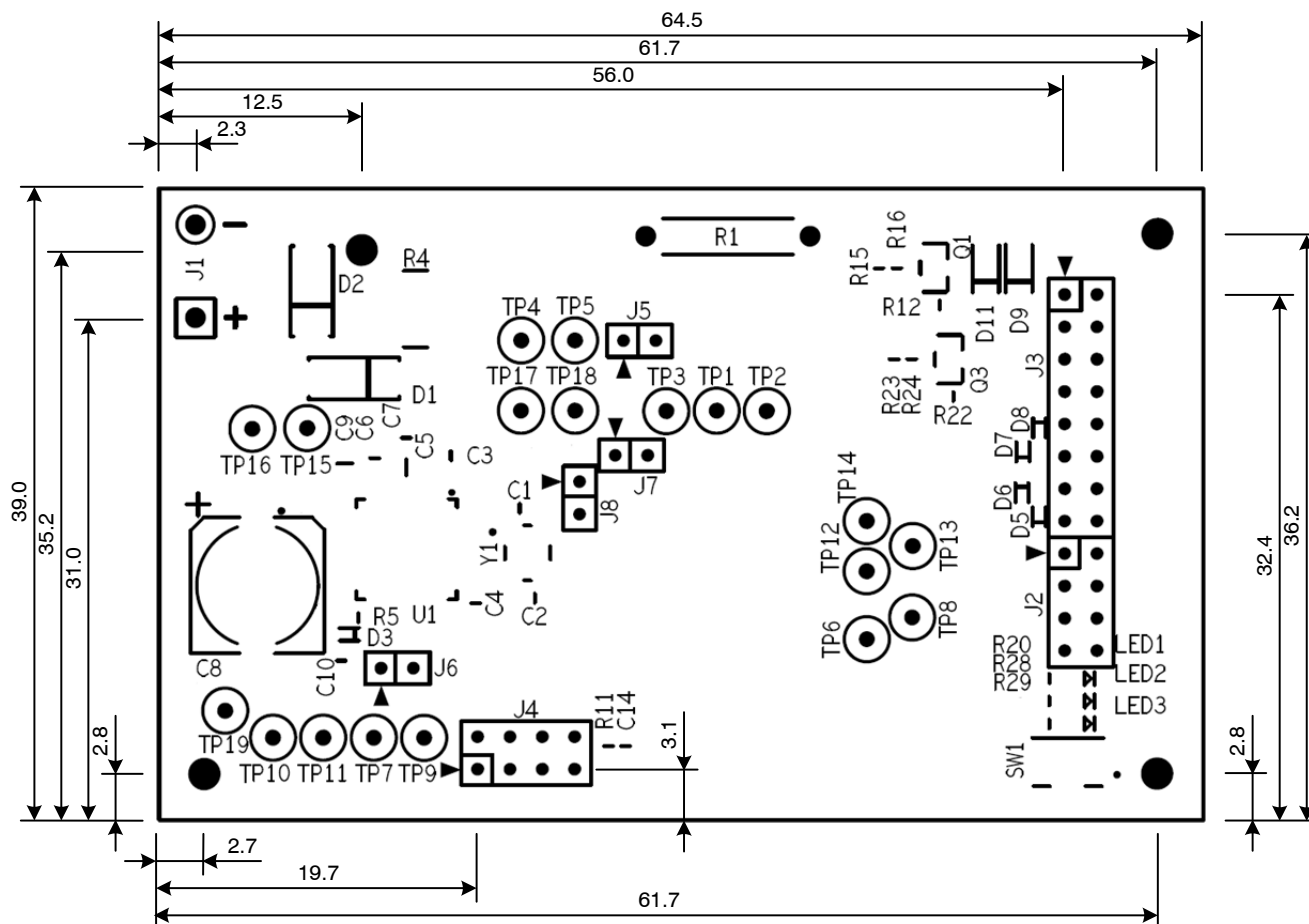 64.5
61.7
56.0
12.5
2.3
J1
D2
R4
R1
R15
R16
Q1
R12
D11
D9
TP4
TP5
J5
J3
TP17
TP18
TP3
TP1
TP2
R23
R24
R22
Q3
D1
C9
C6
C7
C5
C3
D8
D7
TP16
TP15
J7
TP14
D6
D5
C1
J8
TP12
TP13
39.0
35.2
31.0
36.2
32.4
Y1
C4
C2
J2
R5
U1
D3
TP6
TP8
R20
R28
R29
LED1
LED2
LED3
C8
C10
J6
J4
R11
C14
SW1
TP19
TP10
TP11
TP7
TP9
2.8
3.1
2.8
2.7
19.7
61.7